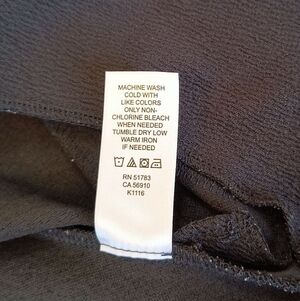 MACHINE WASH
COLD WITH
LIKE COLORS
ONLY NON-
CHLORINE BLEACH
WHEN NEEDED
TUMBLE DRY LOW
WARM IRON
IF NEEDED
RN 51783
CA 56910
K1116